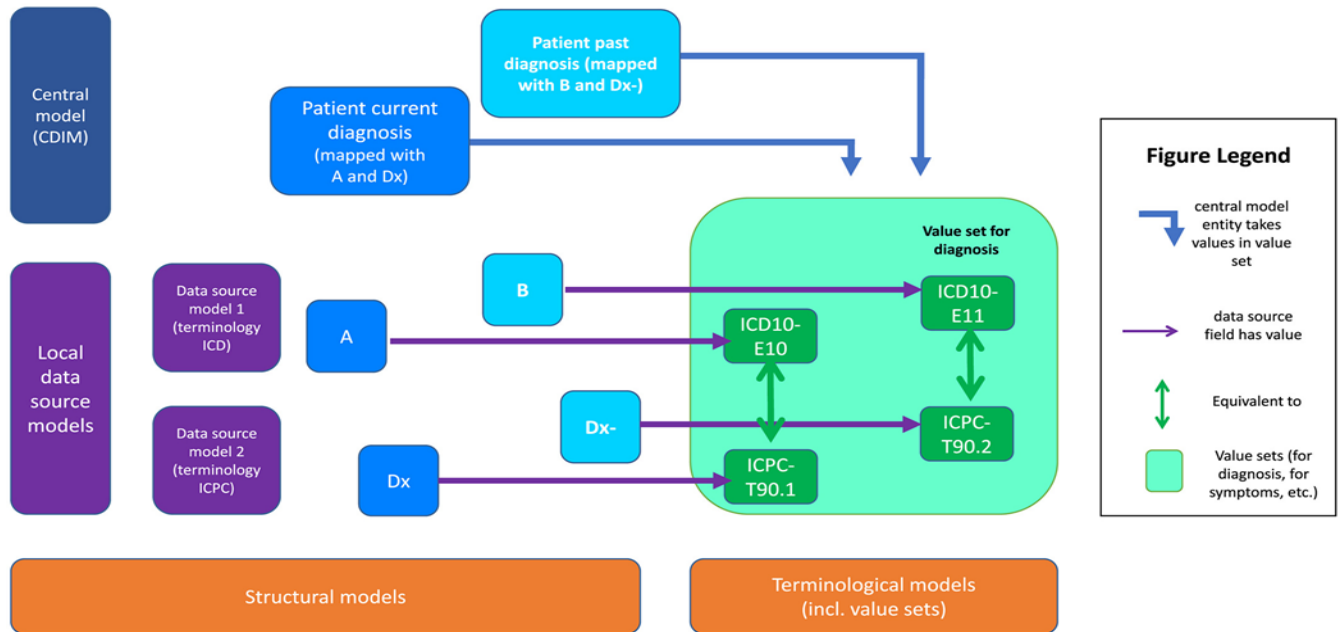 Central
model
(CDIM)
Patient past
diagnosis (mapped
with B and Dx-)
Patient current
diagnosis
(mapped with
A and Dx)
Local
data
source
models
Data source
model 1
(terminology
ICD)
Data source
model 2
(terminology
ICPC)
A
B
Dx-
Dx
Value set for
diagnosis
ICD10-
E10
ICD10-
E11
ICPC-
T90.1
ICPC-
T90.2
Figure Legend
central model
entity takes
values in value
set
data source
field has value
Equivalent to
Value sets (for
diagnosis, for
symptoms, etc.)
Structural models
Terminological models
(incl. value sets)